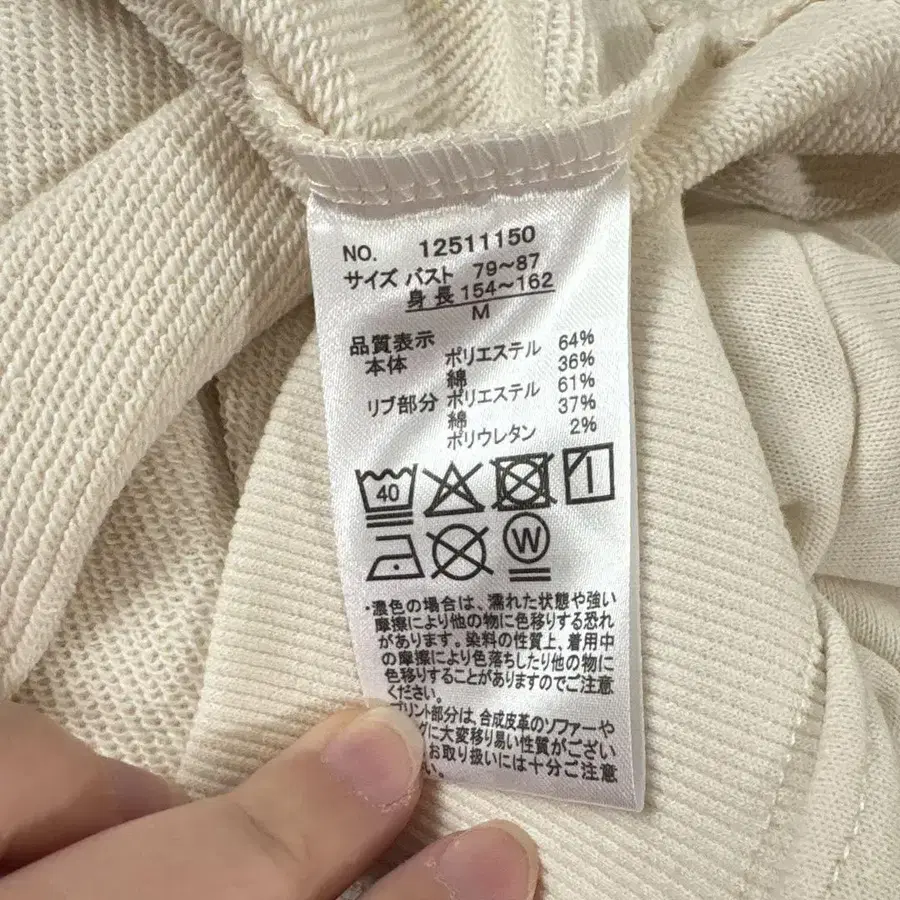 NO. 12511150
サイズ バスト 79~87
身長 154~162
M
品質表示
本体 ポリエステル 64%
綿 36%
リブ部分 ポリエステル 61%
綿 37%
ポリウレタン 2%
40
W
・濃色の場合は、濡れた状態や強い
摩擦により他の物に色移りする恐れ
があります。染料の性質上、着用中
の摩擦により色落ちしたり他の物に
色移りすることがありますのでご注意
ください。
プリント部分は、合成皮革のソファーや
グに大変移り易い性質がござい
お取り扱いには十分ご注意
い。